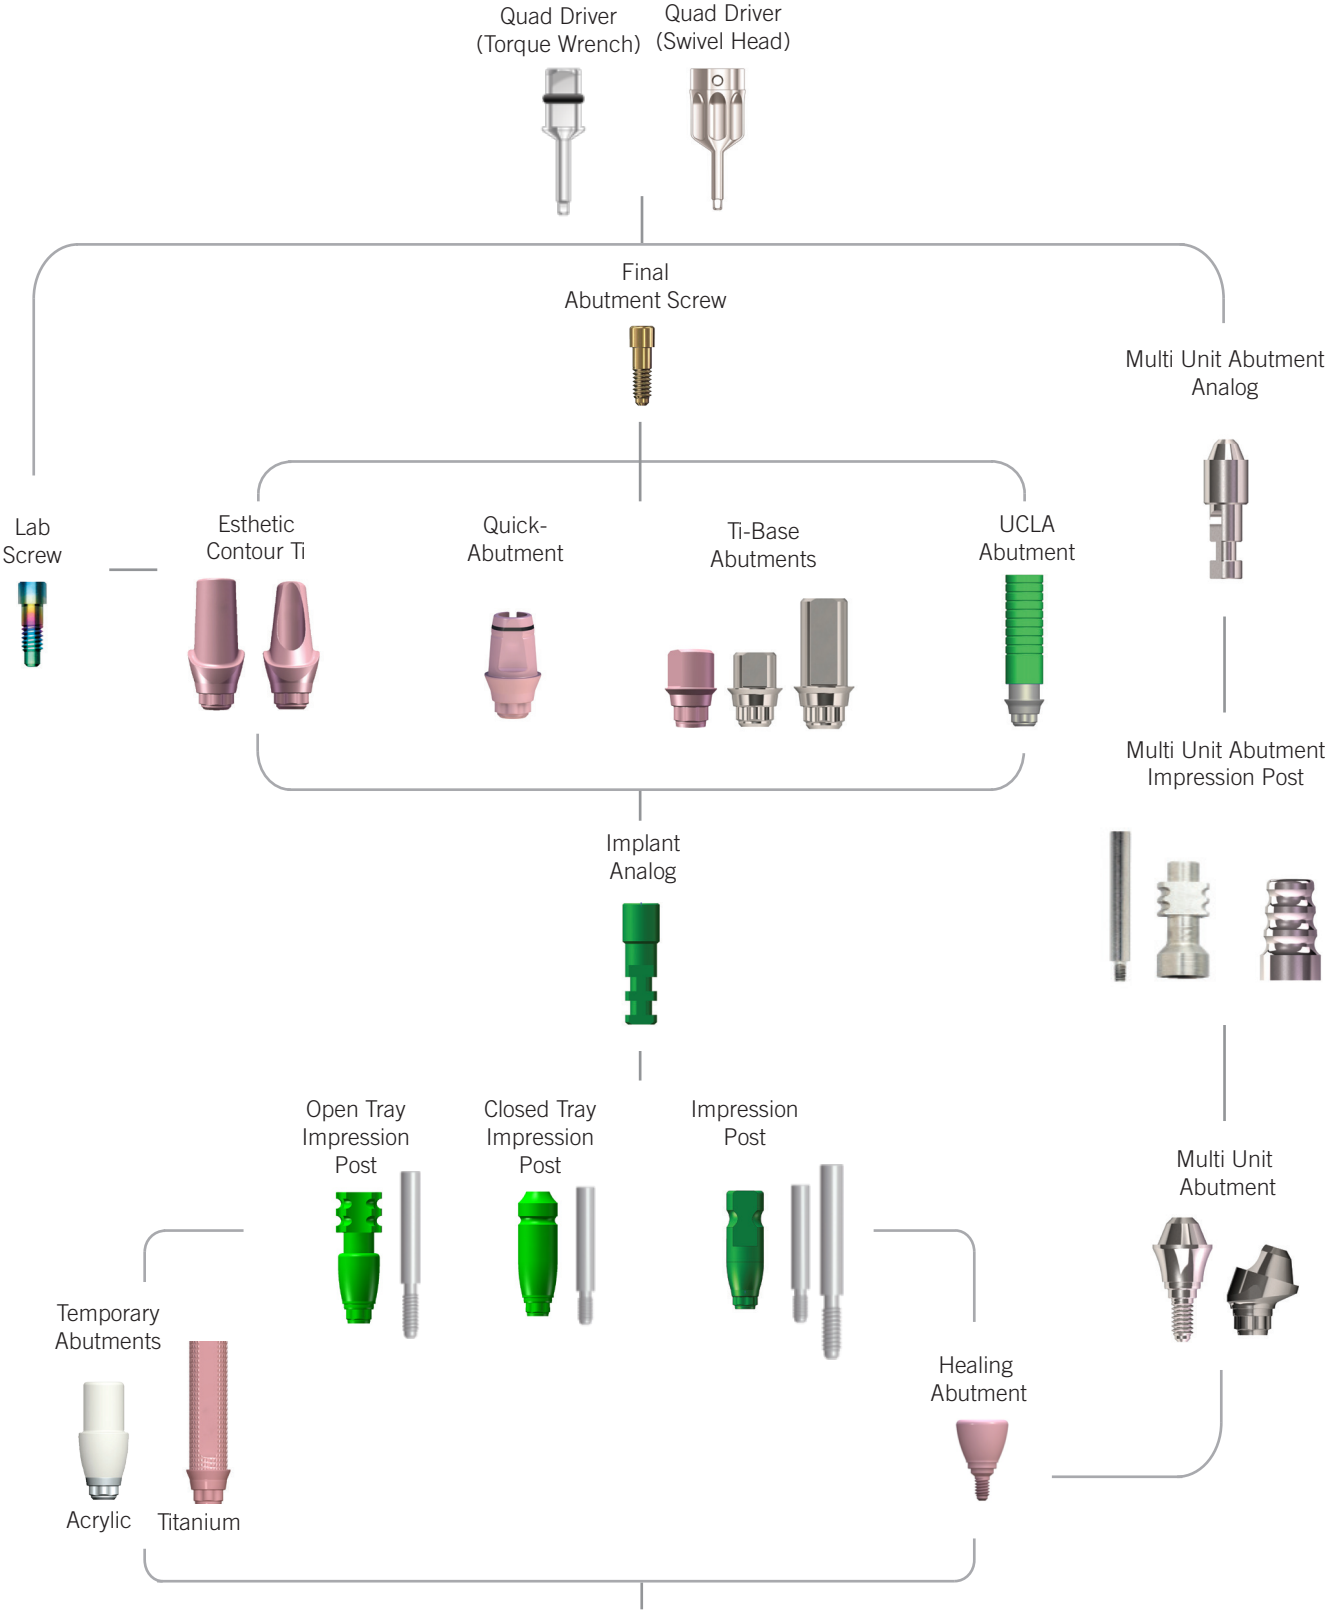 Quad Driver
(Torque Wrench)
Quad Driver
(Swivel Head)
Final
Abutment Screw
Multi Unit Abutment
Analog
Lab
Screw
Esthetic
Contour Ti
Quick-
Abutment
Ti-Base
Abutments
UCLA
Abutment
Multi Unit Abutment
Impression Post
Implant
Analog
Open Tray
Impression
Post
Closed Tray
Impression
Post
Impression
Post
Multi Unit
Abutment
Temporary
Abutments
Healing
Abutment
Acrylic
Titanium